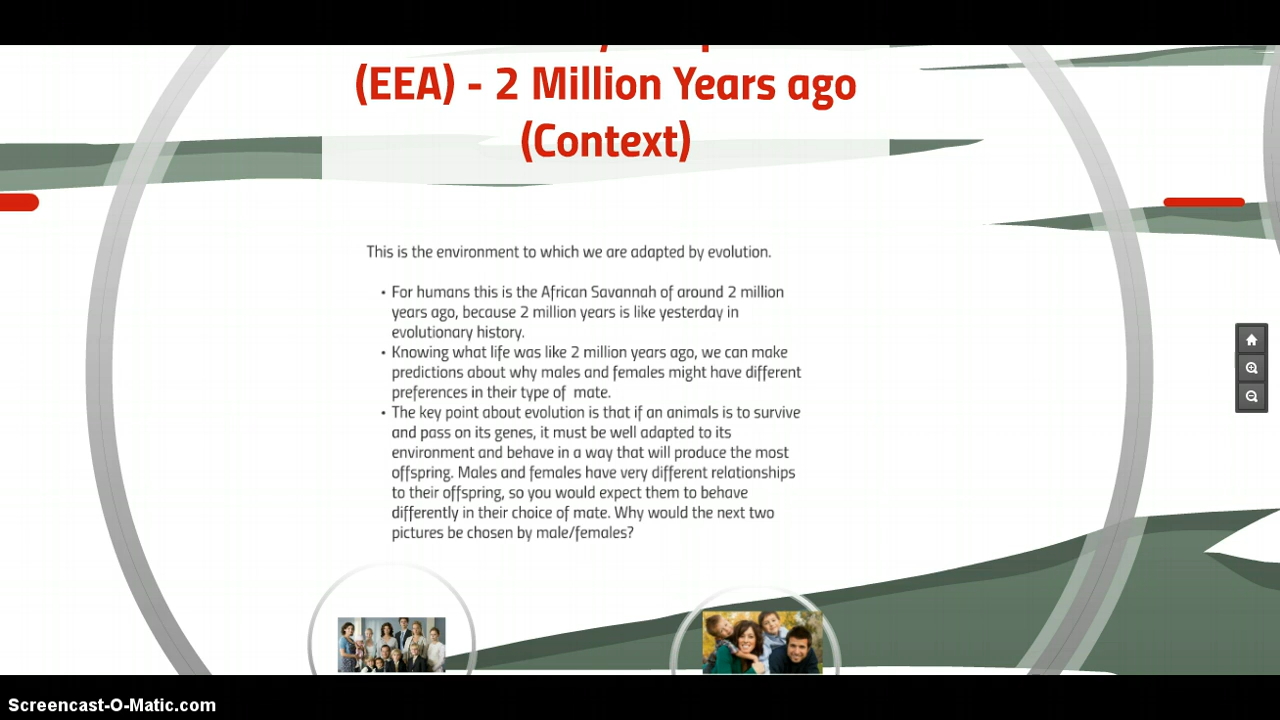 (EEA) - 2 Million Years ago
(Context)
This is the environment to which we are adapted by evolution.
• For humans this is the African Savannah of around 2 million
years ago, because 2 million years is like yesterday in
evolutionary history.
• Knowing what life was like 2 million years ago, we can make
predictions about why males and females might have different
preferences in their type of mate.
• The key point about evolution is that if an animals is to survive
and pass on its genes, it must be well adapted to its
environment and behave in a way that will produce the most
offspring. Males and females have very different relationships
to their offspring, so you would expect them to behave
differently in their choice of mate. Why would the next two
pictures be chosen by male/females?
Screencast-O-Matic.com